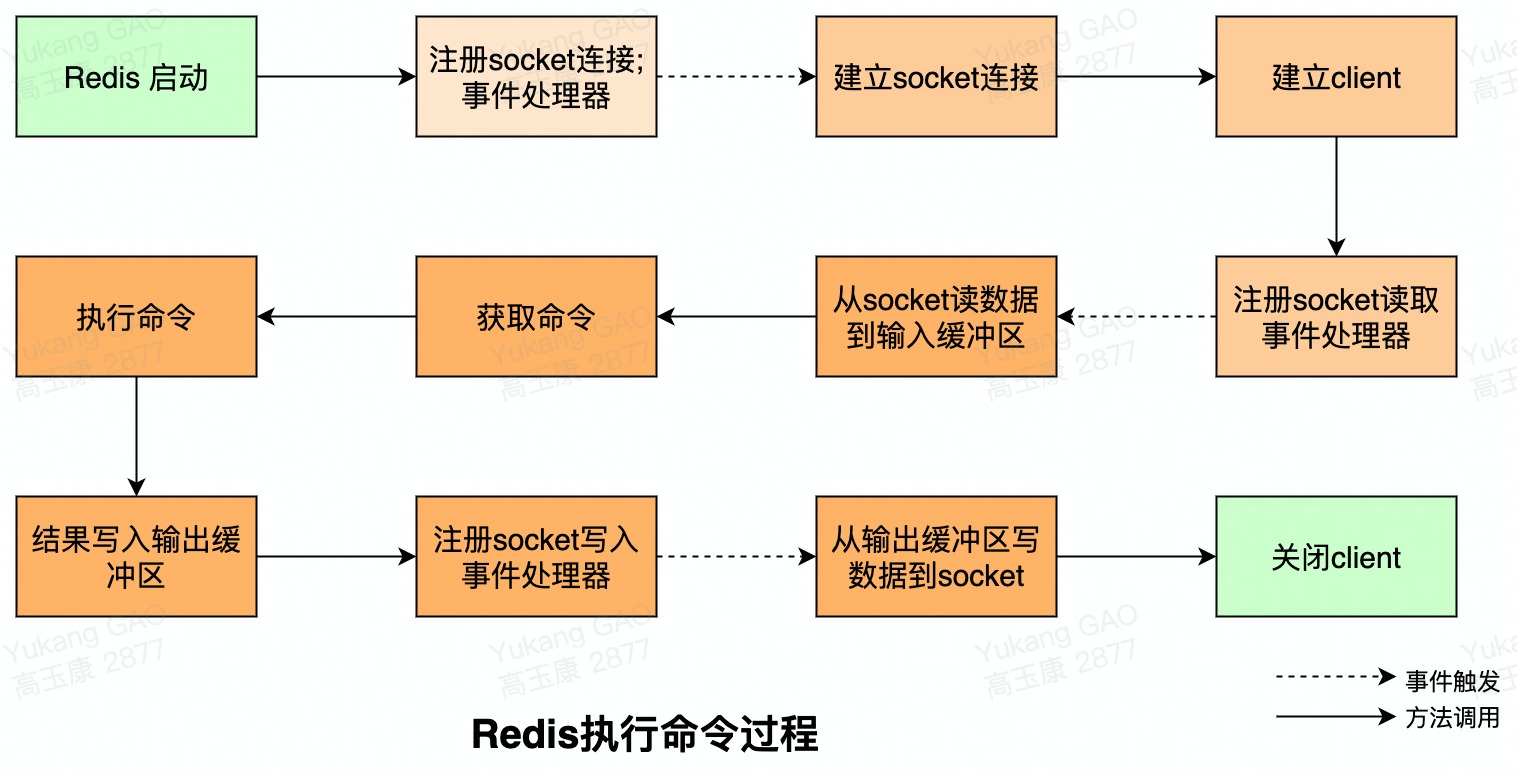 Redis 启动
注册socket连接;
事件处理器
建立socket连接
建立client
执行命令
获取命令
从socket读数据
到输入缓冲区
注册socket读取
事件处理器
结果写入输出缓
冲区
注册socket写入
事件处理器
从输出缓冲区写
数据到socket
关闭client
事件触发
方法调用
Redis执行命令过程
Yukang GAO
高玉康 2877
Yukang GAO
高玉康 2877
Yukang GAO
高玉康 2877
Yukang GAO
高玉康 2877
Yukang GAO
高玉康 2877
Yukang GAO
高玉康 2877
Yukang GAO
高玉康 2877
Yukang GAO
高玉康 2877
Yukang GAO
高玉康 2877